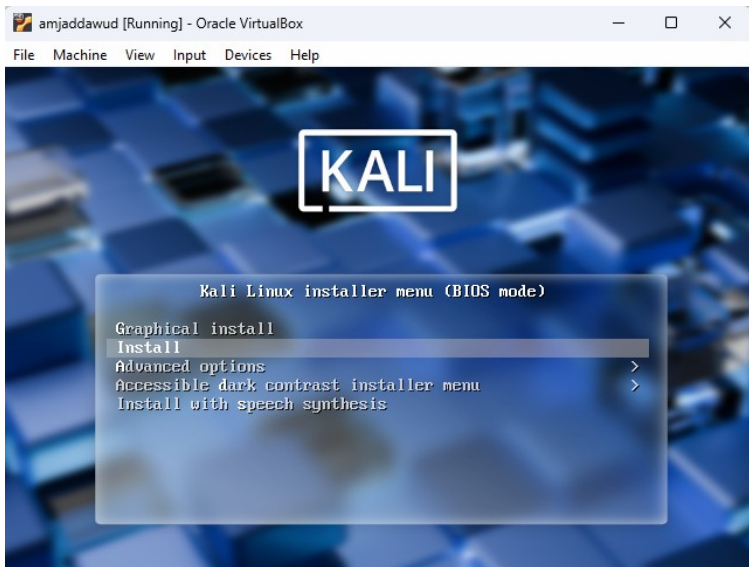 amjaddawud [Running] - Oracle VirtualBox
File Machine View Input Devices Help
KALI
Kali Linux installer menu (BIOS mode)
Graphical install
Install
Advanced options >
Accessible dark contrast installer menu >
Install with speech synthesis